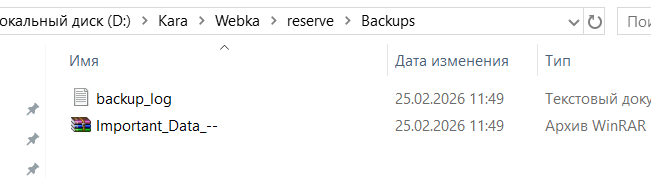 окальный диск (D:) > Kara > Webka > reserve > Backups
Пои
Имя Дата изменения Тип
backup_log 25.02.2026 11:49 Текстовый доку
Important_Data_-- 25.02.2026 11:49 Архив WinRAR